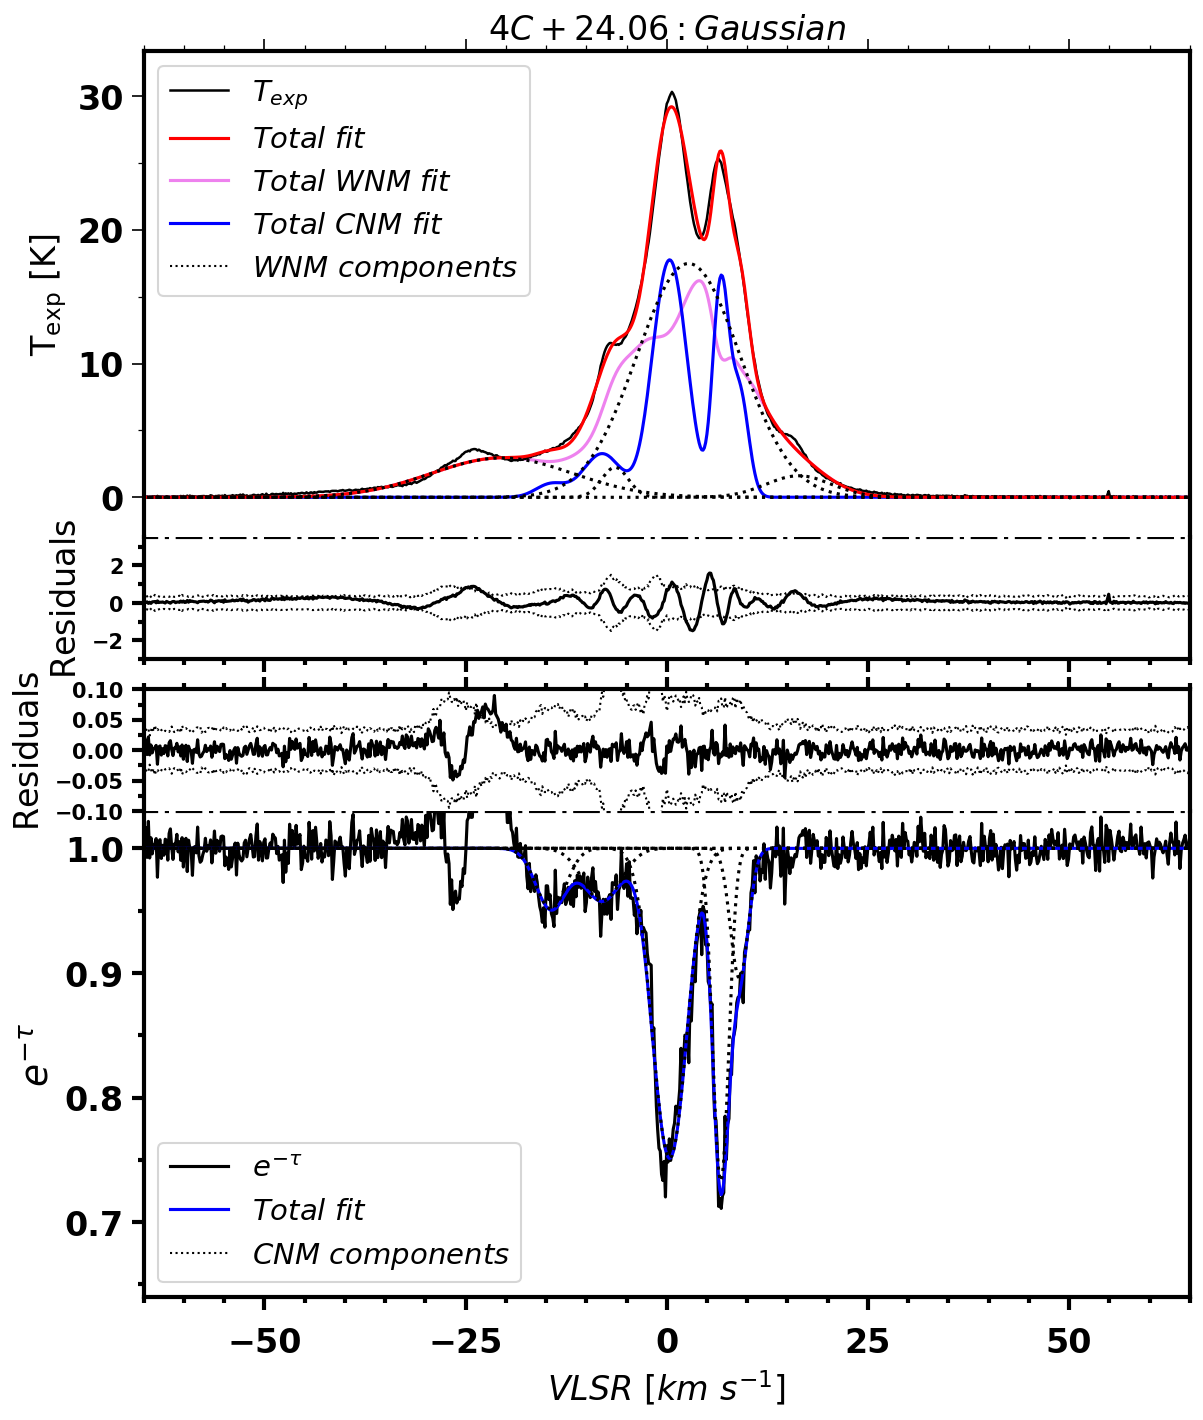 4C + 24.06 : Gaussian
T_exp
Total fit
Total WNM fit
Total CNM fit
WNM components
T_exp [K]
30
20
10
0
Residuals
2
0
−2
Residuals
0.10
0.05
0.00
−0.05
−0.10
e^−τ
1.0
0.9
0.8
0.7
e^−τ
Total fit
CNM components
−50
−25
0
25
50
VLSR [km s^−1]